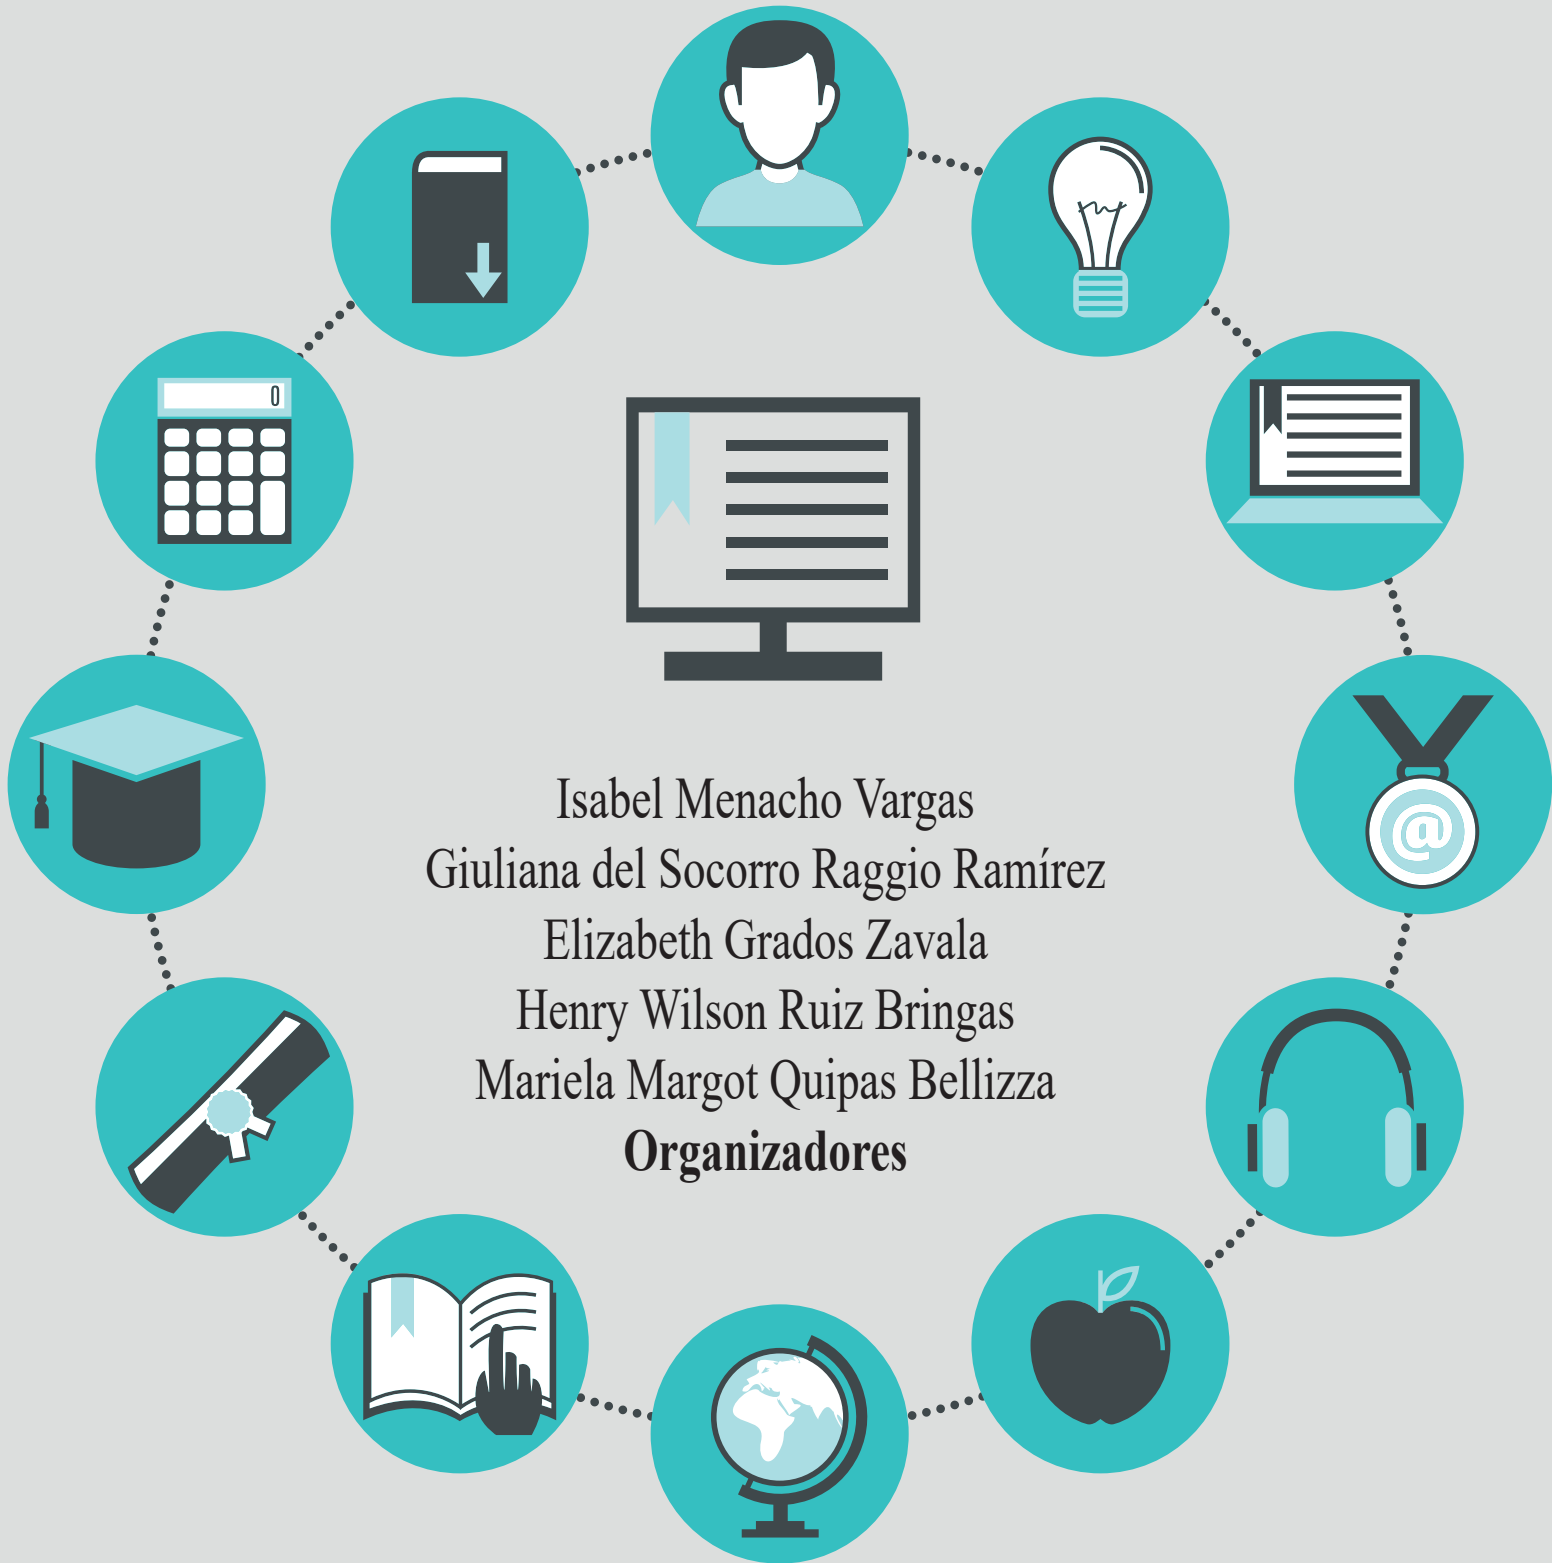 0
Isabel Menacho Vargas
Giuliana del Socorro Raggio Ramírez
Elizabeth Grados Zavala
@
Henry Wilson Ruiz Bringas
Mariela Margot Quipas Bellizza
Organizadores